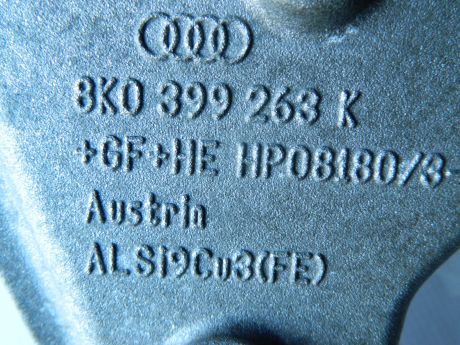 8K0 399 263 K
+GF+HE HP08180/3
Austria
ALSi9Cu3(FE)